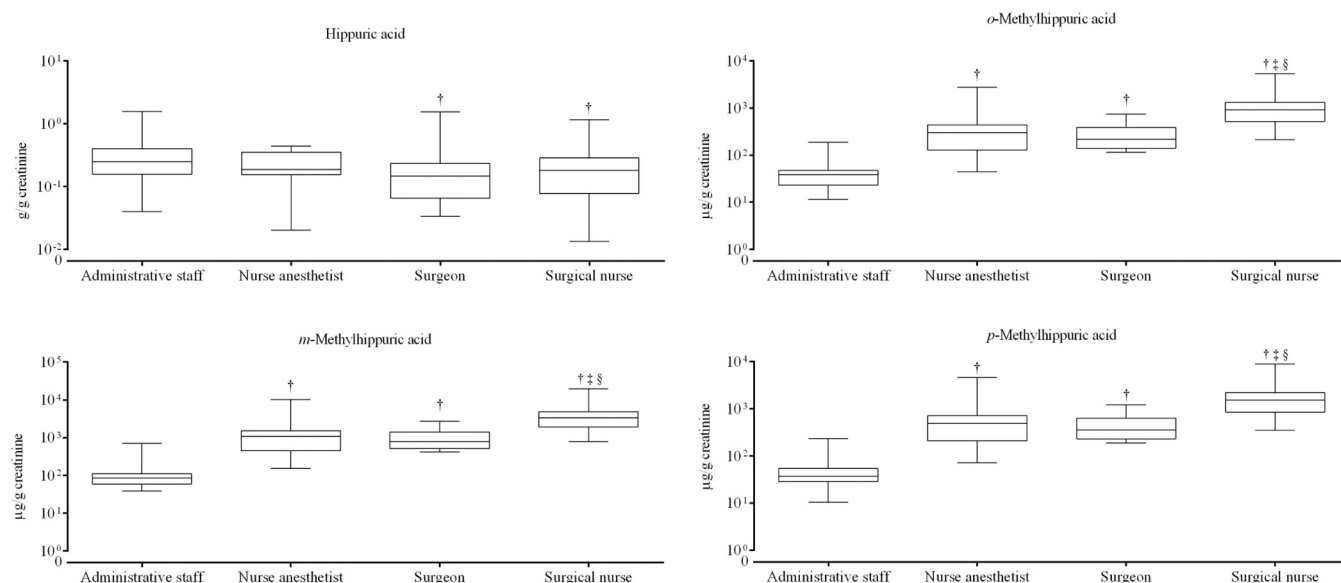 Hippuric acid
g/g creatinine
10¹
10⁰
10⁻¹
10⁻²
0
Administrative staff Nurse anesthetist Surgeon Surgical nurse
† †
o-Methylhippuric acid
µg/g creatinine
10⁴
10³
10²
10¹
10⁰
0
Administrative staff Nurse anesthetist Surgeon Surgical nurse
† † † ‡ §
m-Methylhippuric acid
µg/g creatinine
10⁵
10⁴
10³
10²
10¹
10⁰
0
Administrative staff Nurse anesthetist Surgeon Surgical nurse
† † † ‡ §
p-Methylhippuric acid
µg/g creatinine
10⁴
10³
10²
10¹
10⁰
0
Administrative staff Nurse anesthetist Surgeon Surgical nurse
† † † ‡ §